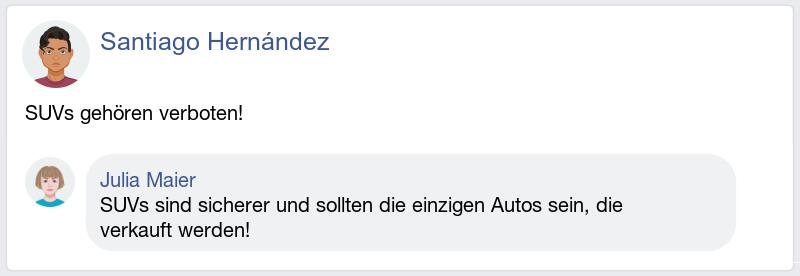 Santiago Hernández
SUVs gehören verboten!
Julia Maier
SUVs sind sicherer und sollten die einzigen Autos sein, die
verkauft werden!